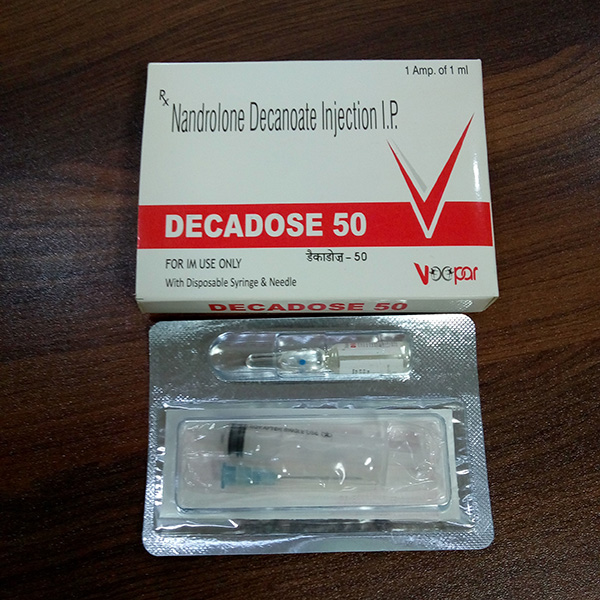 1 Amp. of 1 ml
Rx Nandrolone Decanoate Injection I.P.
DECADOSE 50
FOR IM USE ONLY
डैकाडोज़ - 50
With Disposable Syringe & Needle
DECADOSE 50